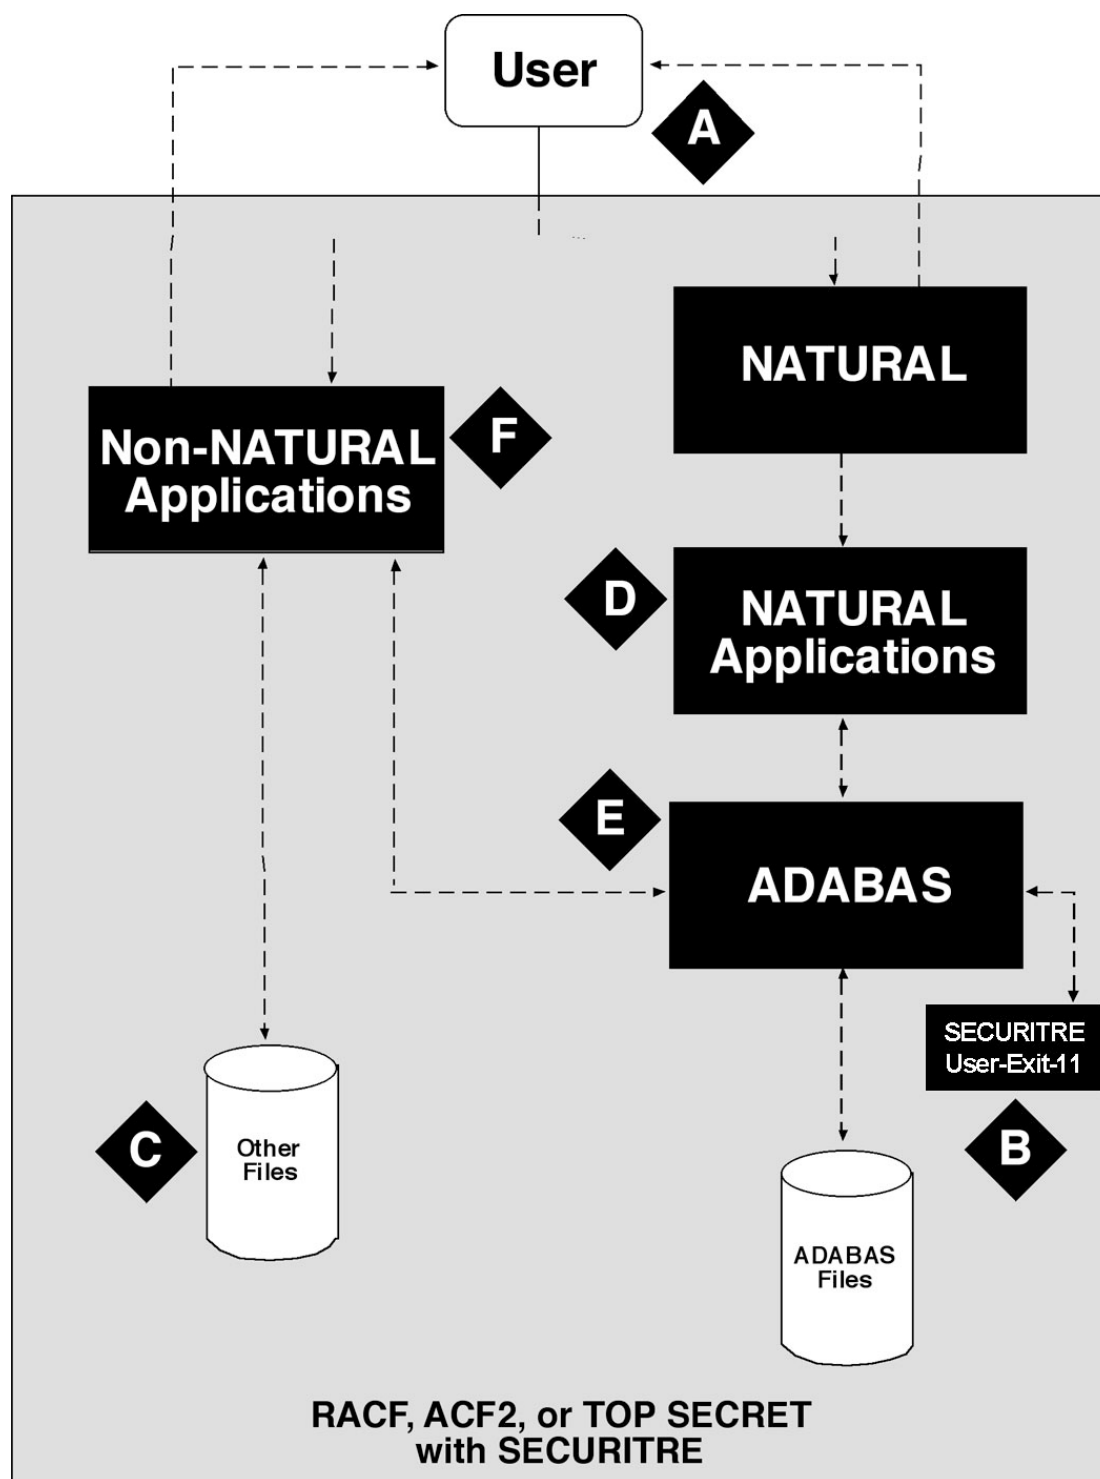 User
A
NATURAL
Non-NATURAL
Applications
F
D
NATURAL
Applications
E
ADABAS
SECURITRE
User-Exit-11
C
Other
Files
B
ADABAS
Files
RACF, ACF2, or TOP SECRET
with SECURITRE